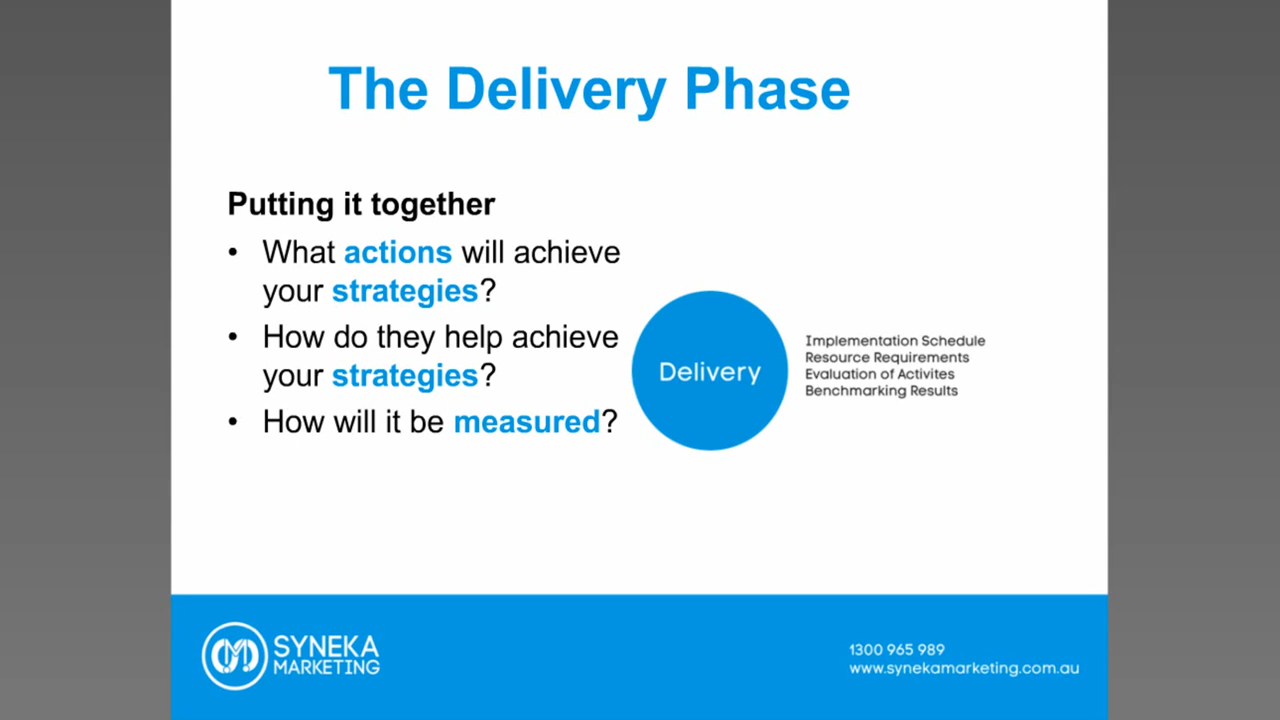 The Delivery Phase
Putting it together
• What actions will achieve
your strategies?
• How do they help achieve
your strategies?
• How will it be measured?
Delivery
Implementation Schedule
Resource Requirements
Evaluation of Activites
Benchmarking Results
SYNEKA
MARKETING
1300 965 989
www.synekamarketing.com.au